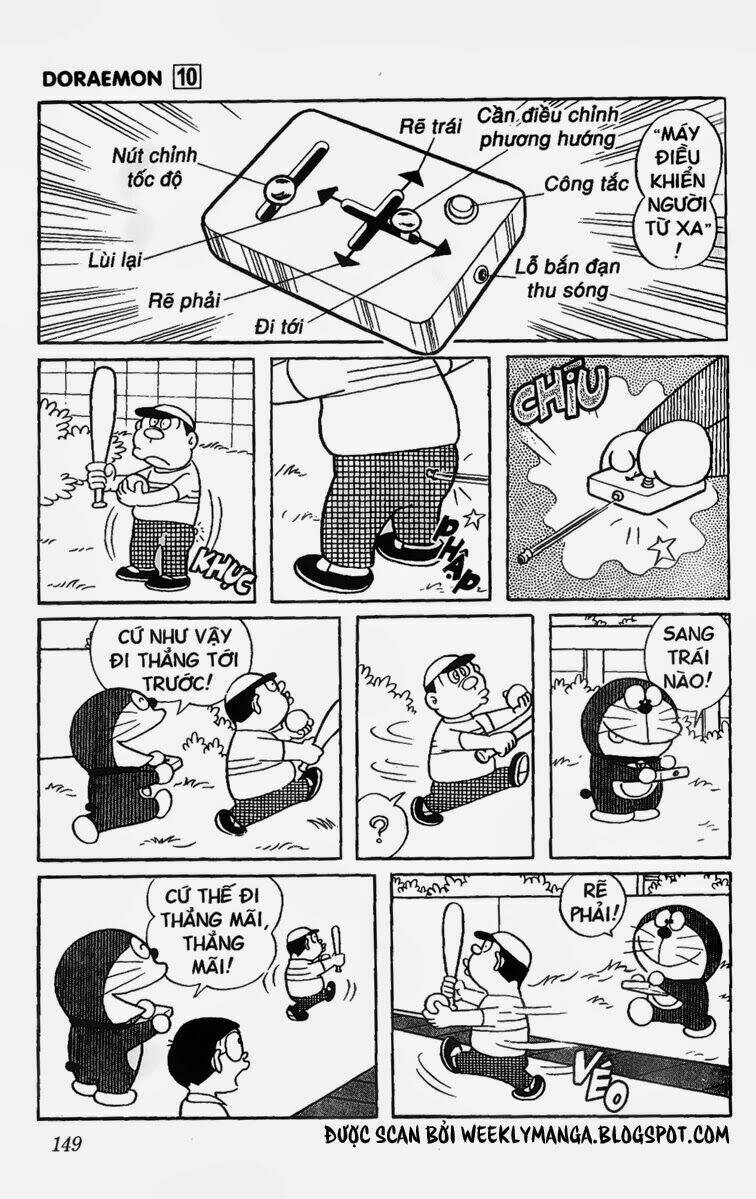 DORAEMON 10
Cần điều chỉnh
phương hướng
Rẽ trái
Nút chỉnh
tốc độ
Công tắc
Lùi lại
Rẽ phải
Đi tới
Lỗ bắn đạn
thu sóng
"MÁY
ĐIỀU
KHIỂN
NGƯỜI
TỪ XA"
!
KHỰC
PHẬP
CHÍU
CỨ NHƯ VẬY
ĐI THẲNG TỚI
TRƯỚC!
?
SANG
TRÁI
NÀO!
CỨ THẾ ĐI
THẲNG MÃI,
THẲNG
MÃI!
RẼ
PHẢI!
VÈO
149
ĐƯỢC SCAN BỞI WEEKLYMANGA.BLOGSPOT.COM